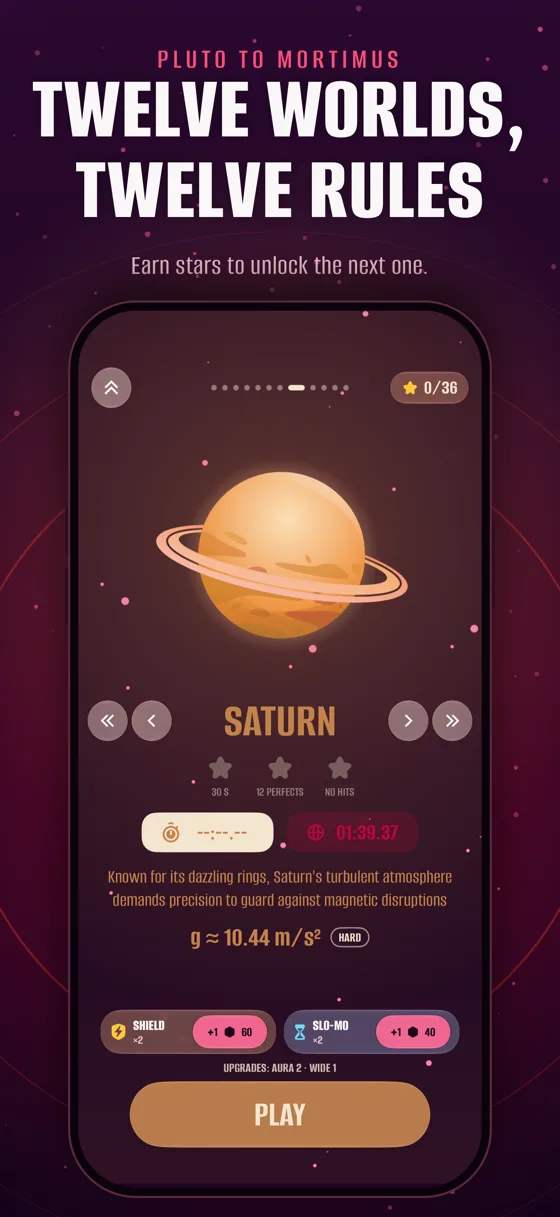 PLUTO TO MORTIMUS
TWELVE WORLDS,
TWELVE RULES
Earn stars to unlock the next one.
0/36
SATURN
30 S 12 PERFECTS NO HITS
--:--.-- 01:39.37
Known for its dazzling rings, Saturn's turbulent atmosphere
demands precision to guard against magnetic disruptions
g ≈ 10.44 m/s² HARD
SHIELD ×2 +1 60 SLO-MO ×2 +1 40
UPGRADES: AURA 2 · WIDE 1
PLAY